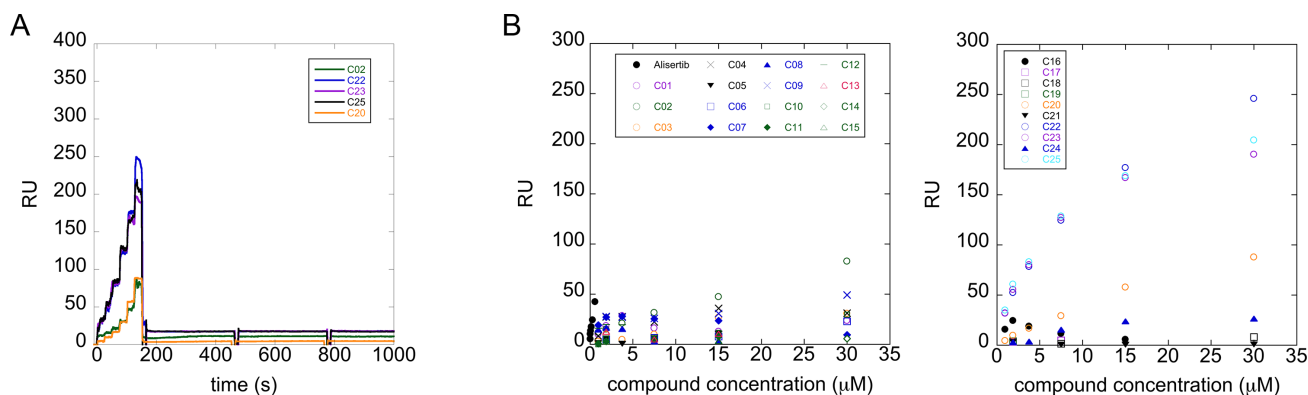 A
400
350
300
250
200
150
100
50
0
RU
0
200
400
600
800
1000
time (s)
C02
C22
C23
C25
C20
B
300
250
200
150
100
50
0
RU
0
5
10
15
20
25
30
35
compound concentration (μM)
Alisertib C04 C08 C12
C01 C05 C09 C13
C02 C06 C10 C14
C03 C07 C11 C15
300
250
200
150
100
50
0
RU
0
5
10
15
20
25
30
35
compound concentration (μM)
C16
C17
C18
C19
C20
C21
C22
C23
C24
C25